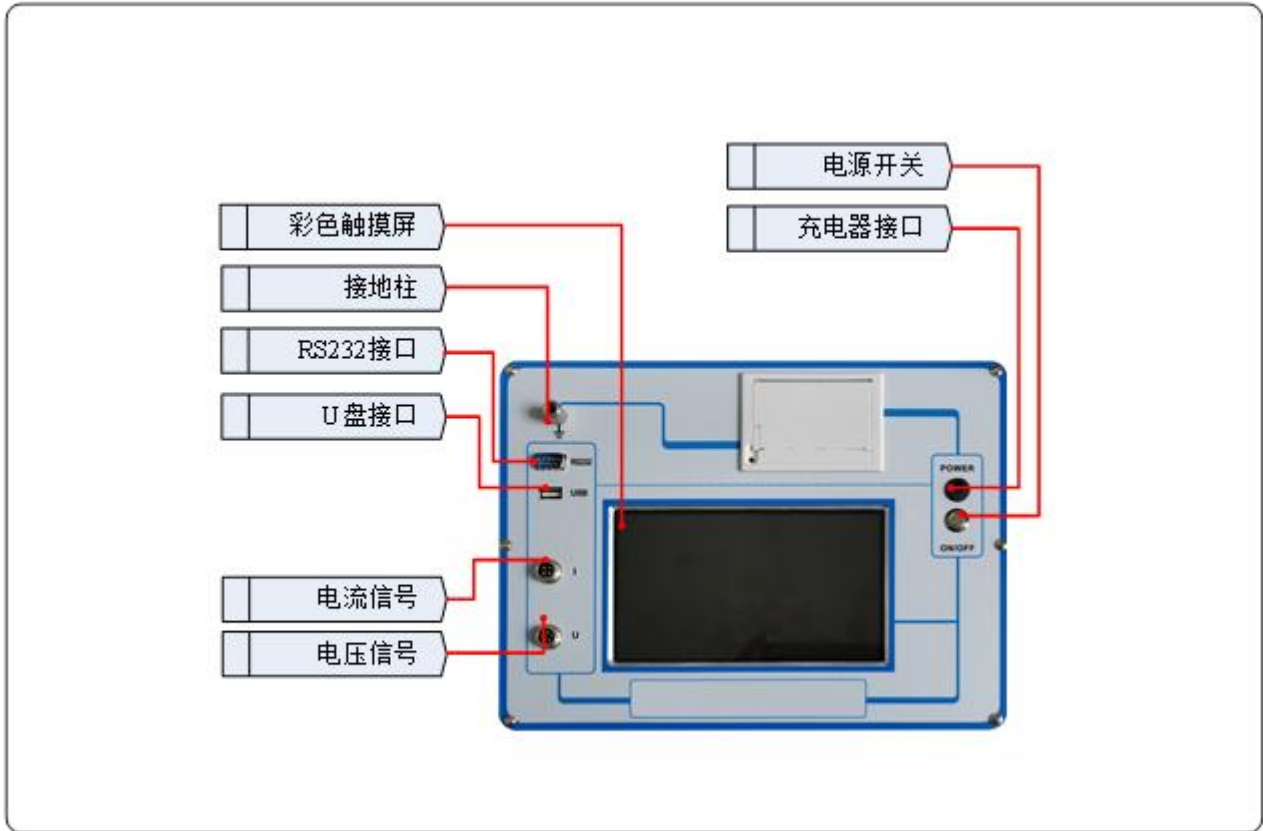 电源开关
彩色触摸屏
充电器接口
接地柱
RS232接口
U盘接口
POWER
USB
ON/OFF
I
电流信号
U
电压信号